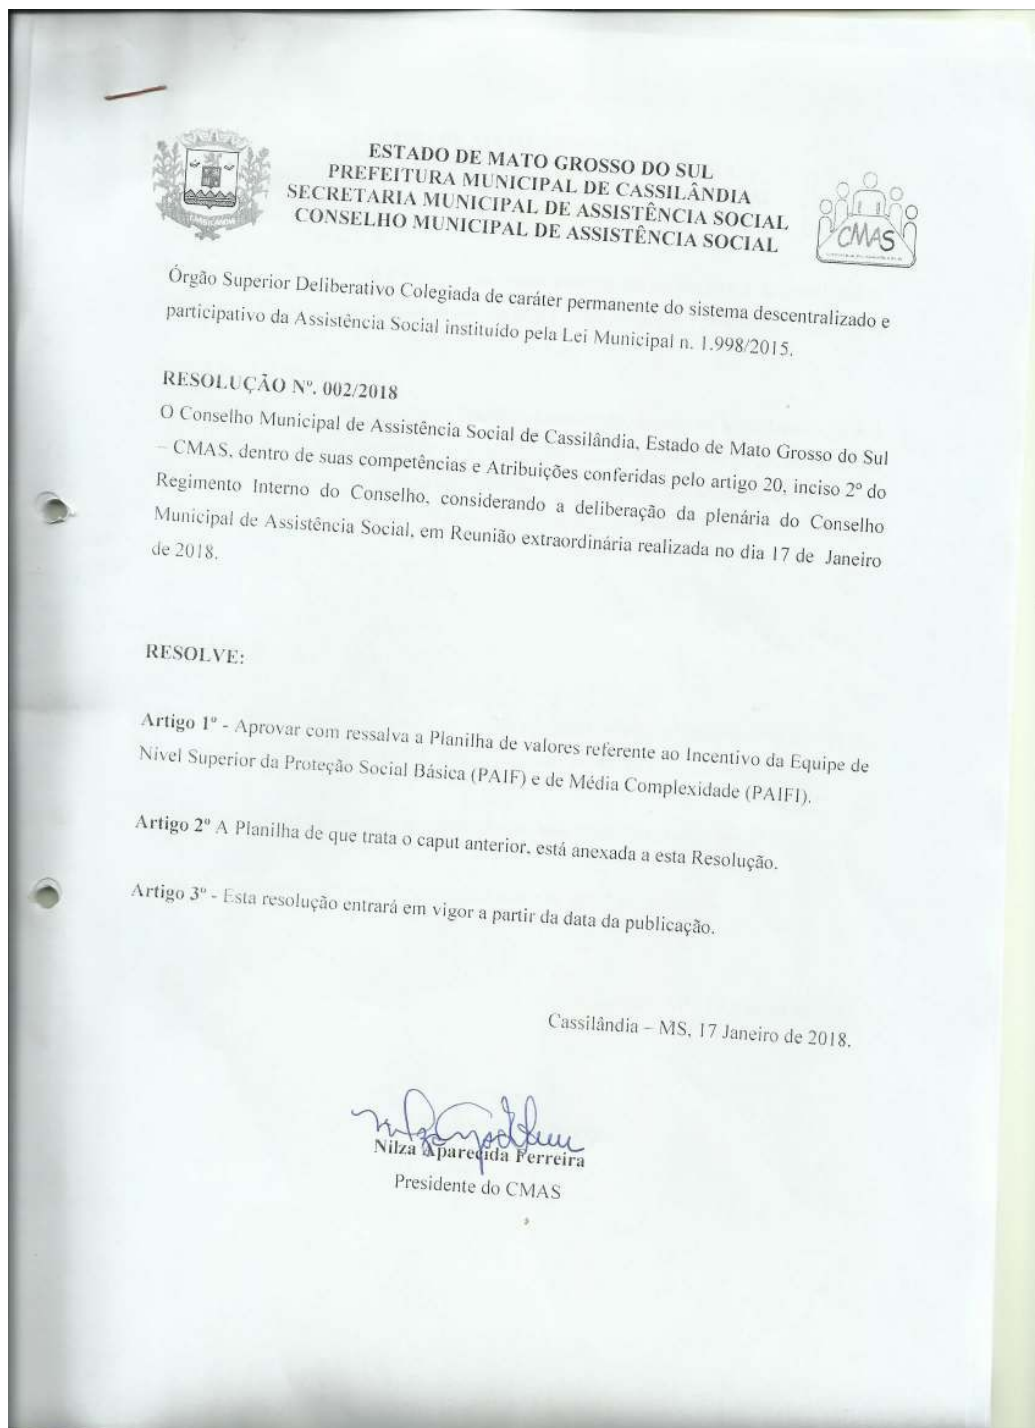 ESTADO DE MATO GROSSO DO SUL
PREFEITURA MUNICIPAL DE CASSILÂNDIA
SECRETARIA MUNICIPAL DE ASSISTÊNCIA SOCIAL
CONSELHO MUNICIPAL DE ASSISTÊNCIA SOCIAL
CMAS
Órgão Superior Deliberativo Colegiada de caráter permanente do sistema descentralizado e
participativo da Assistência Social instituído pela Lei Municipal n. 1.998/2015.
RESOLUÇÃO Nº. 002/2018
O Conselho Municipal de Assistência Social de Cassilândia, Estado de Mato Grosso do Sul
– CMAS, dentro de suas competências e Atribuições conferidas pelo artigo 20, inciso 2º do
Regimento Interno do Conselho, considerando a deliberação da plenária do Conselho
Municipal de Assistência Social, em Reunião extraordinária realizada no dia 17 de Janeiro
de 2018.
RESOLVE:
Artigo 1º - Aprovar com ressalva a Planilha de valores referente ao Incentivo da Equipe de
Nível Superior da Proteção Social Básica (PAIF) e de Média Complexidade (PAIFI).
Artigo 2º A Planilha de que trata o caput anterior, está anexada a esta Resolução.
Artigo 3º - Esta resolução entrará em vigor a partir da data da publicação.
Cassilândia – MS, 17 Janeiro de 2018.
Nilza Aparecida Ferreira
Presidente do CMAS